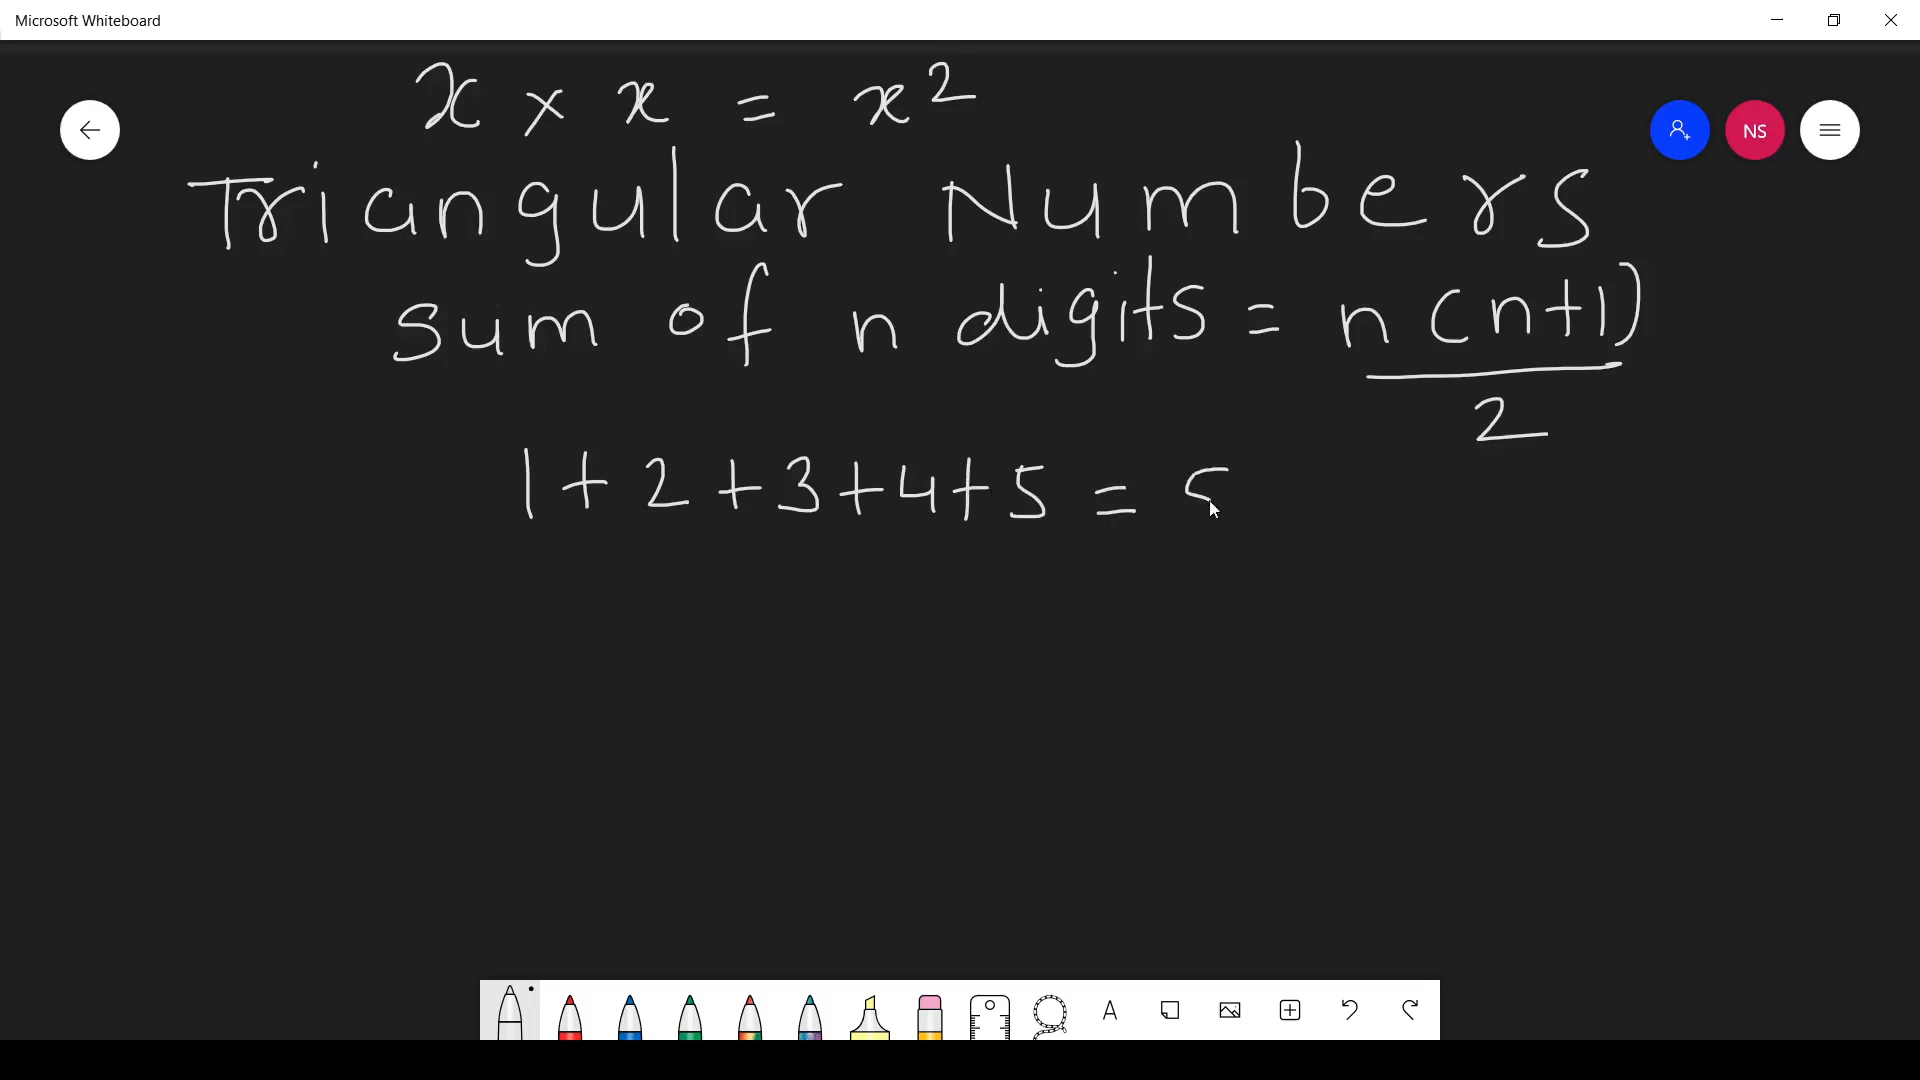 Microsoft Whiteboard
x × x = x²
NS
Triangular Numbers
sum of n digits = n(n+1)
2
1 + 2 + 3 + 4 + 5 = 5
A